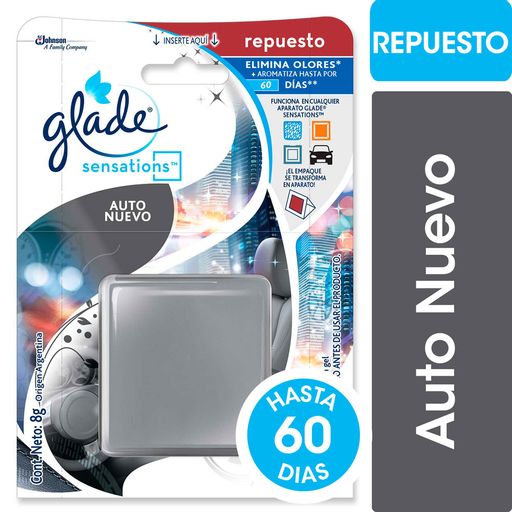 SC Johnson
A Family Company
↓ INSERTE AQUÍ ↓
repuesto
ELIMINA OLORES*
+ AROMATIZA HASTA POR
60 DÍAS**
FUNCIONA EN CUALQUIER
APARATO GLADE®
SENSATIONS™
¡EL EMPAQUE
SE TRANSFORMA
EN APARATO!
glade
sensations™
AUTO
NUEVO
Cont. Neto: 8g
-Origen Argentina
gel
ANTES DE USAR EL PRODUCTO.
HASTA
60
DIAS
REPUESTO
Auto Nuevo